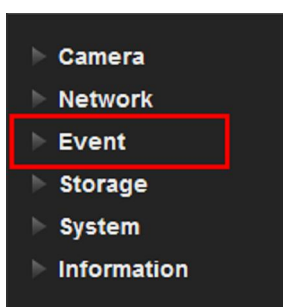 Camera
Network
Event
Storage
System
Information